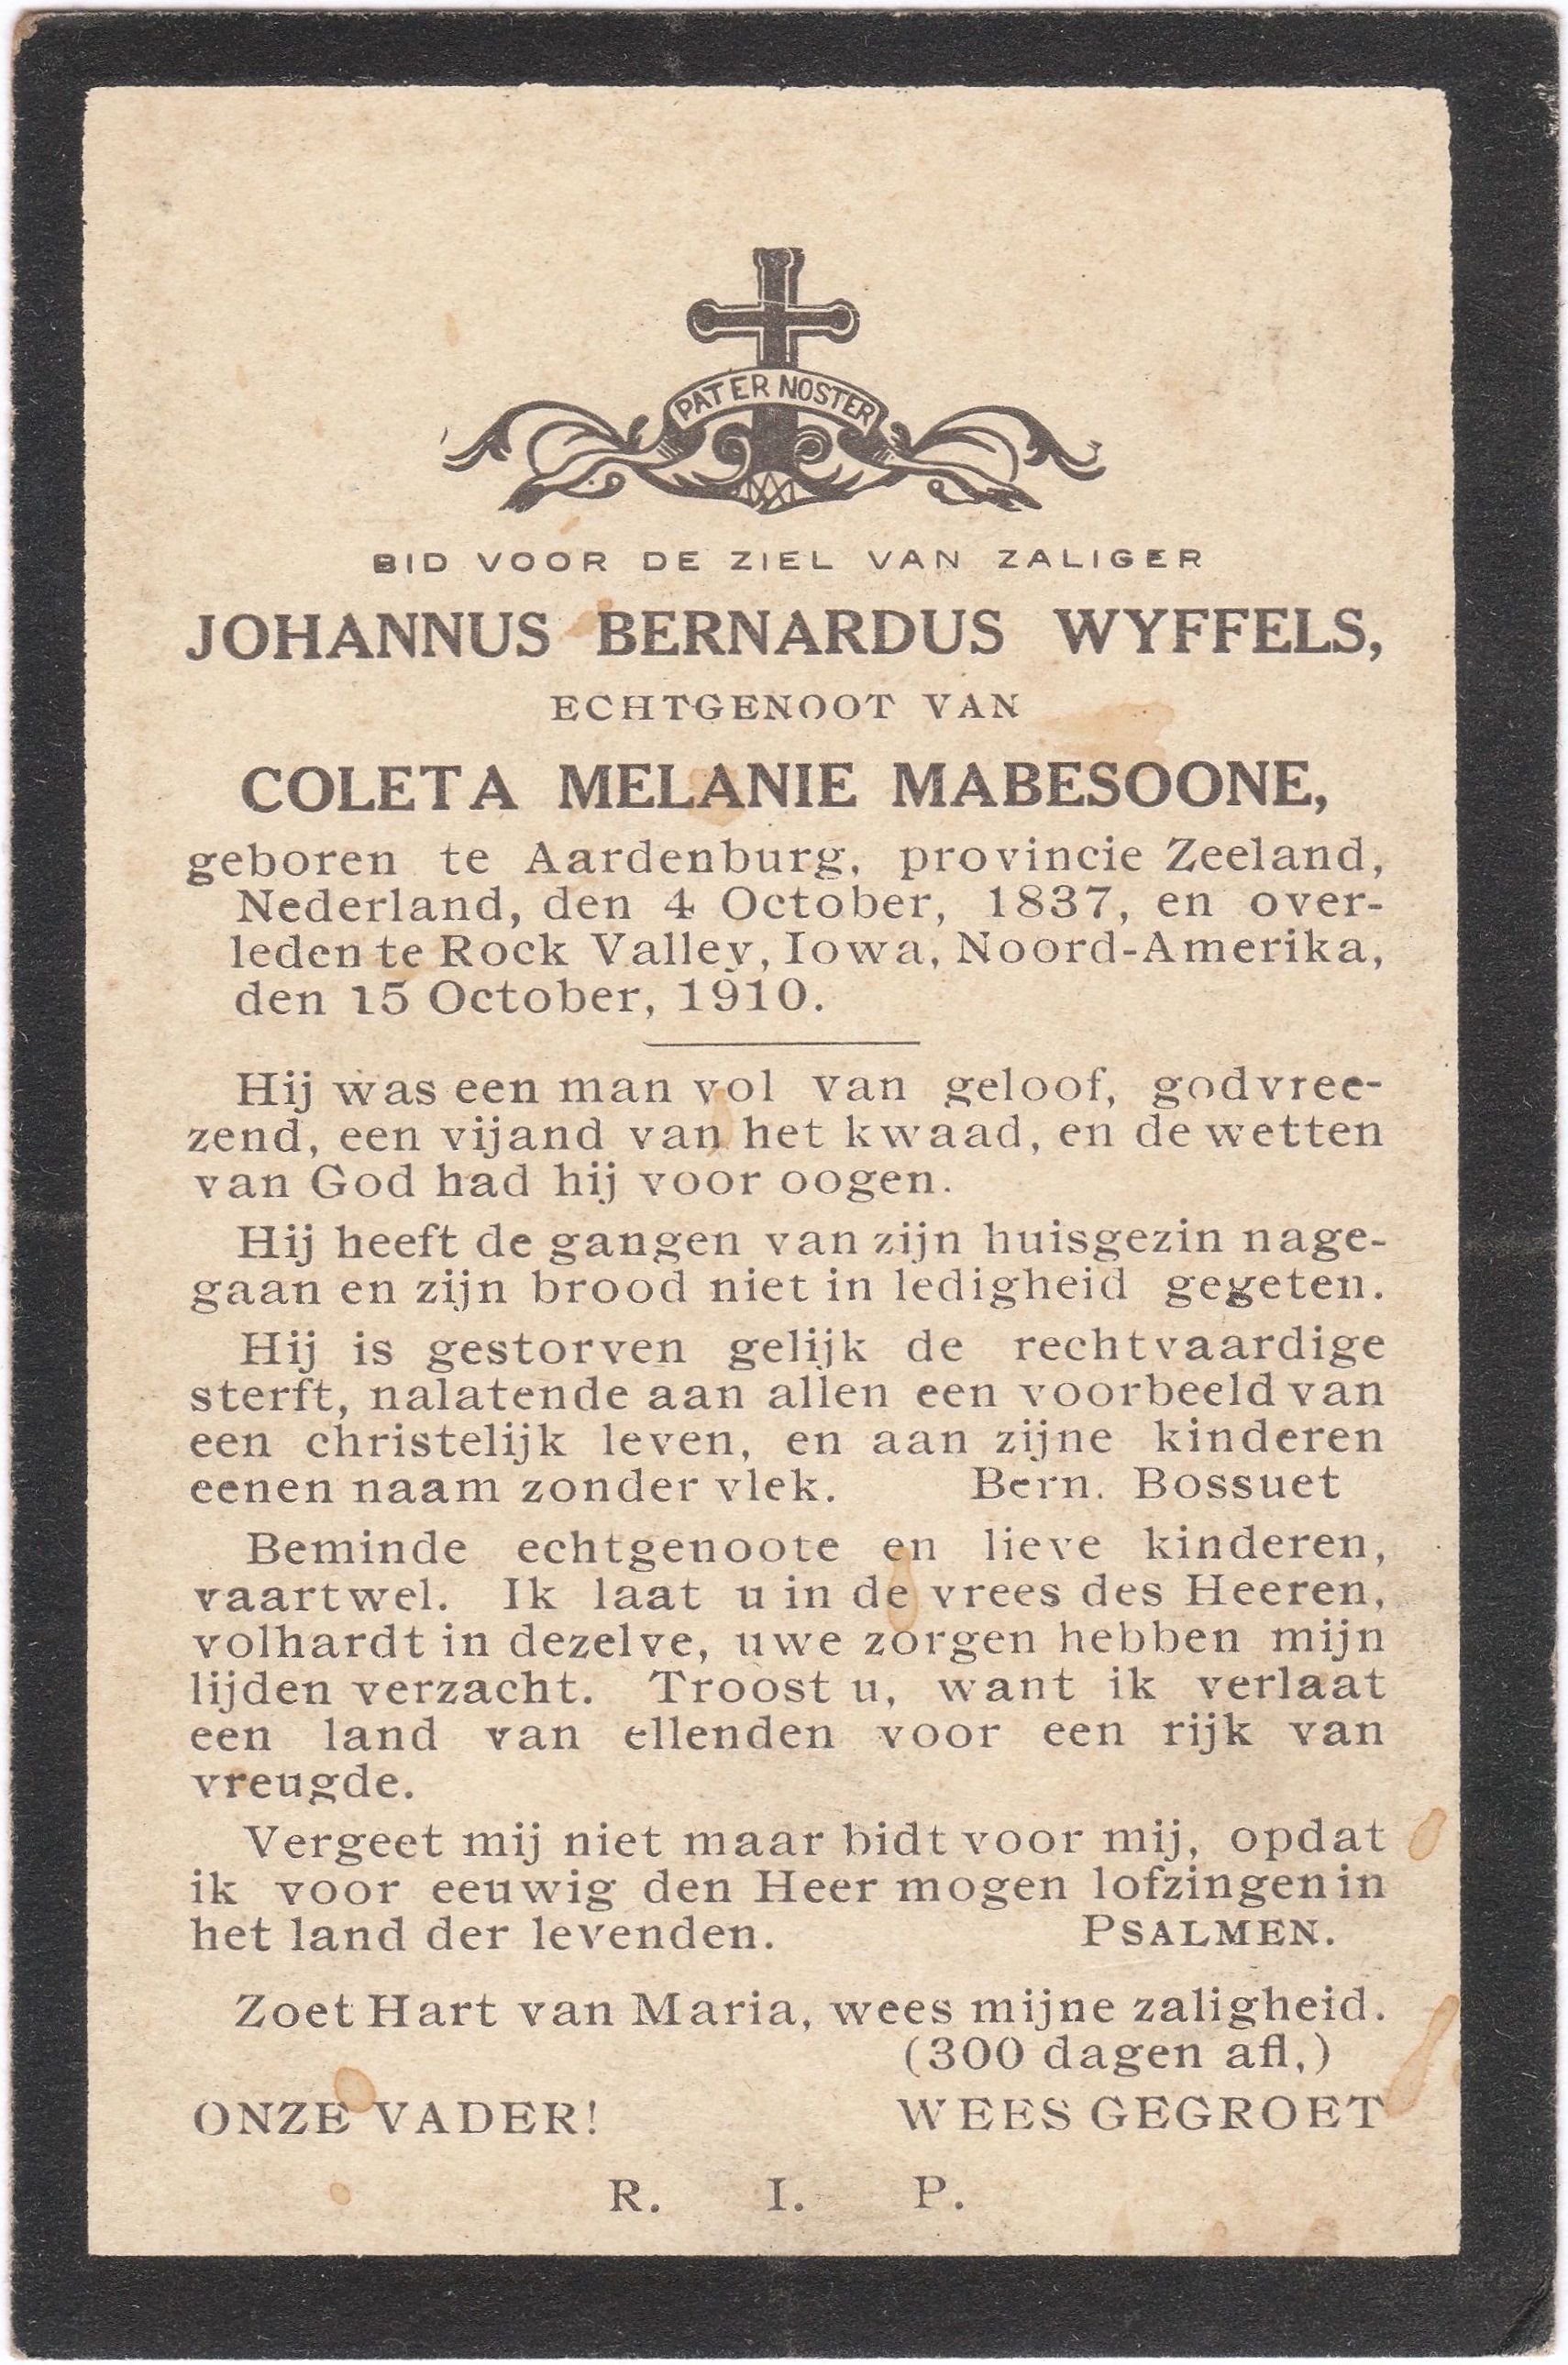 PATER NOSTER
BID VOOR DE ZIEL VAN ZALIGER
JOHANNUS BERNARDUS WYFFELS,
ECHTGENOOT VAN
COLETA MELANIE MABESOONE,
geboren te Aardenburg, provincie Zeeland,
Nederland, den 4 October, 1837, en over-
leden te Rock Valley, Iowa, Noord-Amerika,
den 15 October, 1910.
Hij was een man vol van geloof, godvree-
zend, een vijand van het kwaad, en de wetten
van God had hij voor oogen.
Hij heeft de gangen van zijn huisgezin nage-
gaan en zijn brood niet in ledigheid gegeten.
Hij is gestorven gelijk de rechtvaardige
sterft, nalatende aan allen een voorbeeld van
een christelijk leven, en aan zijne kinderen
eenen naam zonder vlek. Bern. Bossuet
Beminde echtgenoote en lieve kinderen,
vaartwel. Ik laat u in de vrees des Heeren,
volhardt in dezelve, uwe zorgen hebben mijn
lijden verzacht. Troost u, want ik verlaat
een land van ellenden voor een rijk van
vreugde.
Vergeet mij niet maar bidt voor mij, opdat
ik voor eeuwig den Heer mogen lofzingen in
het land der levenden. PSALMEN.
Zoet Hart van Maria, wees mijne zaligheid.
(300 dagen afl,)
ONZE VADER! WEES GEGROET
R. I. P.